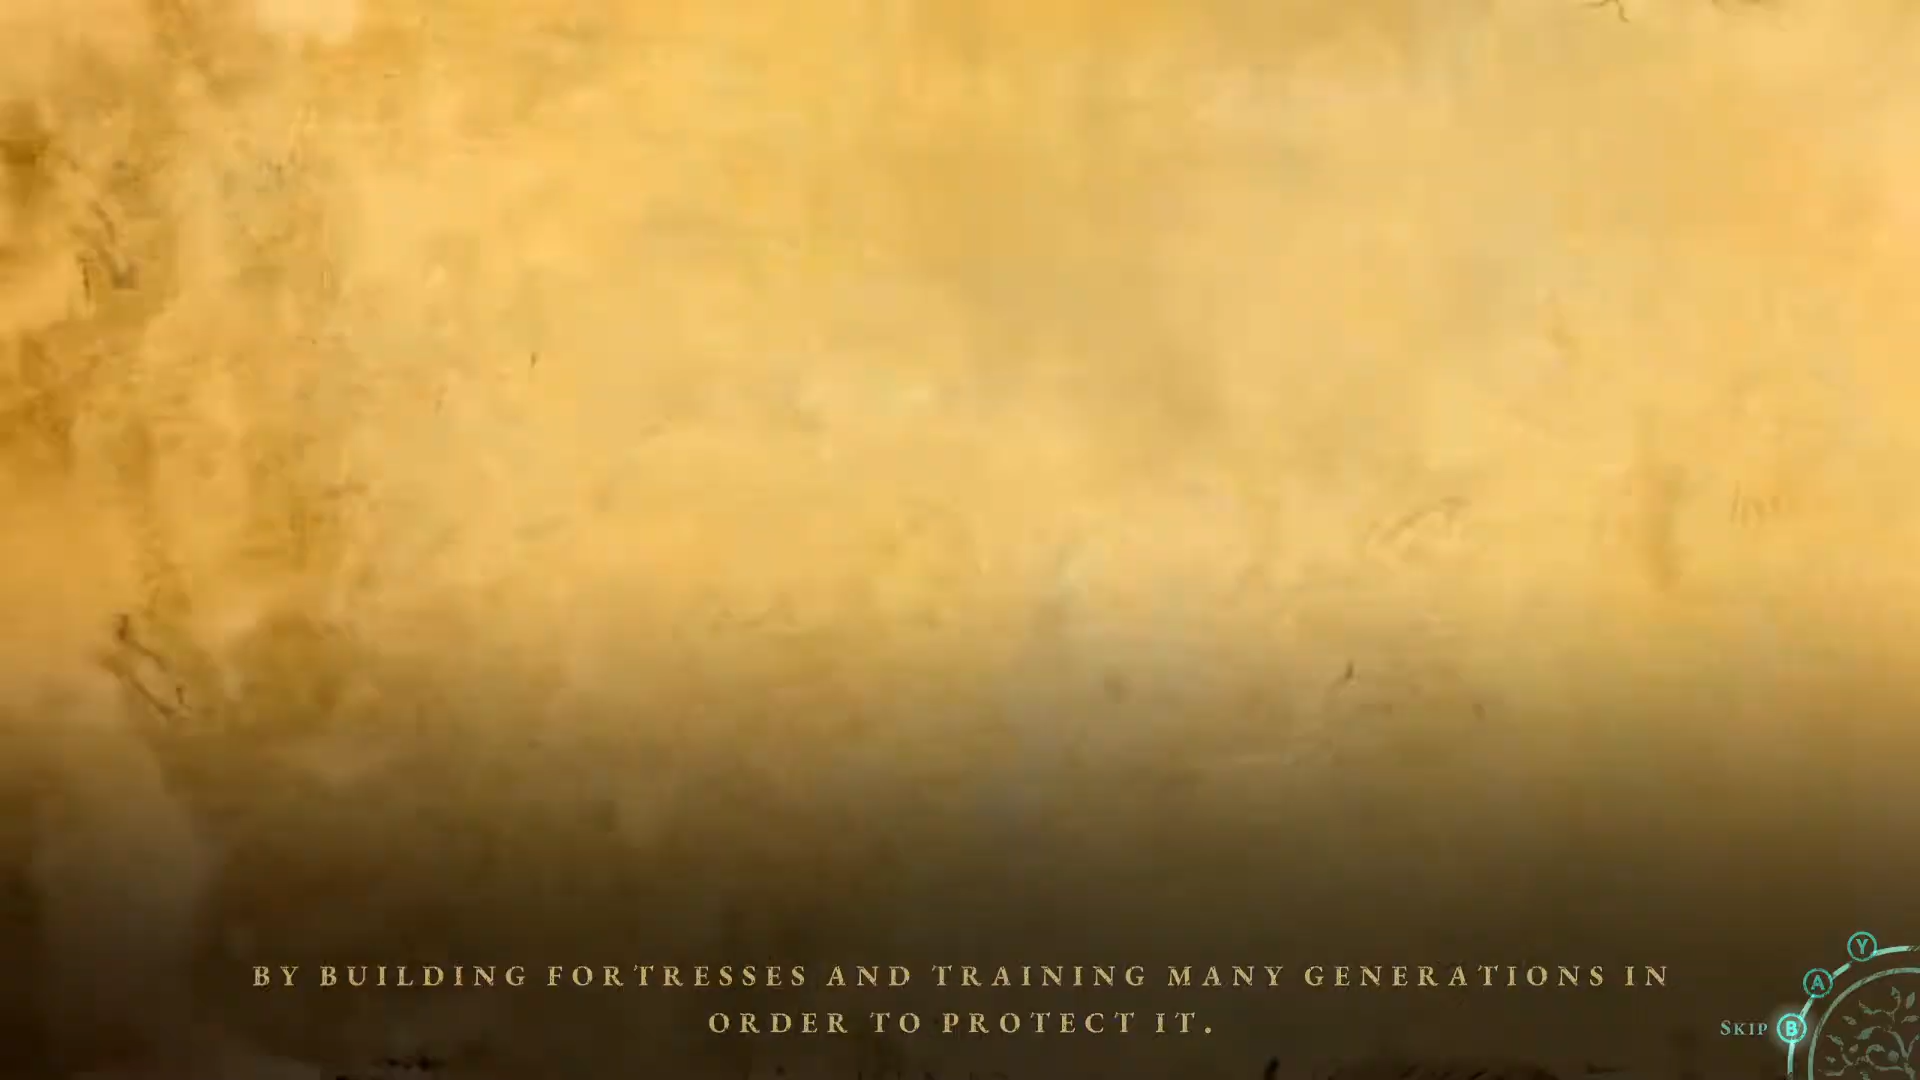 BY BUILDING FORTRESSES AND TRAINING MANY GENERATIONS IN
ORDER TO PROTECT IT.
Y
A
SKIP B